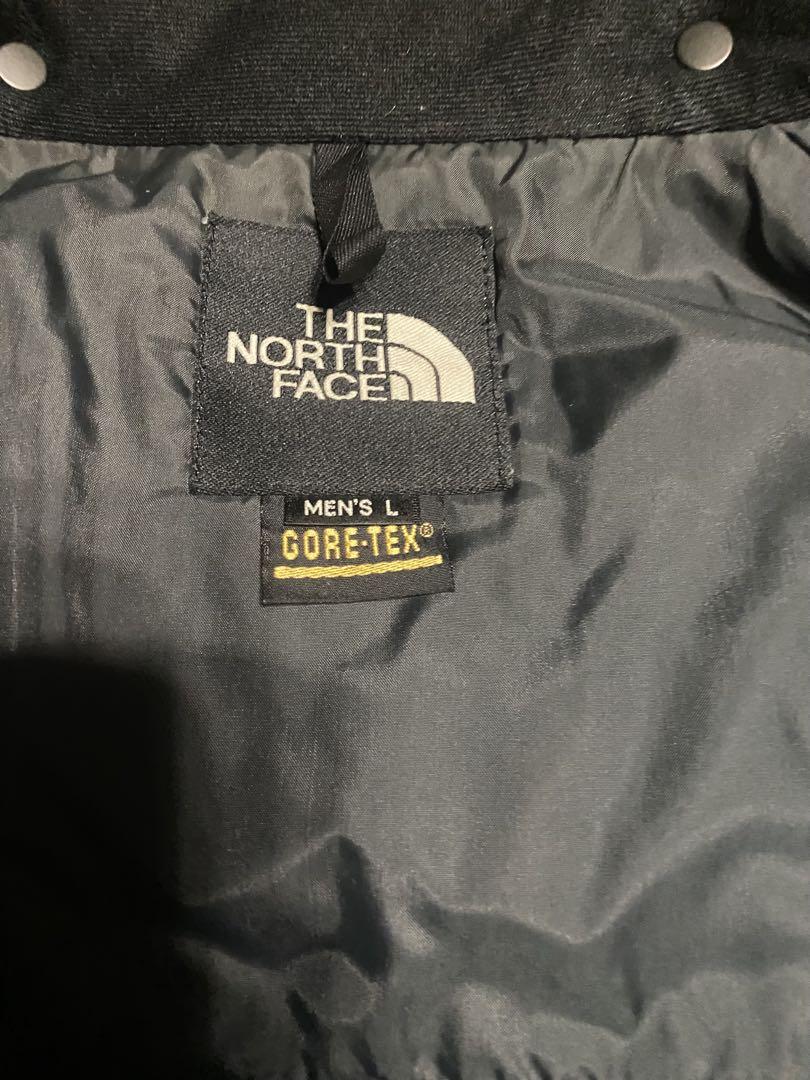 THE
NORTH
FACE
MEN'S L
GORE-TEX®